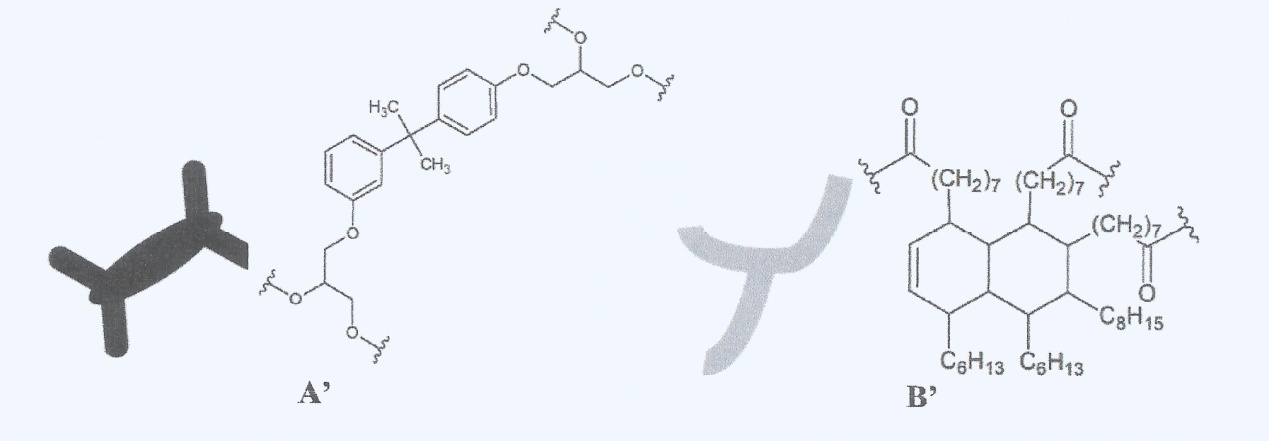 O
O
O
H₃C
CH₃
O
O
O
A'
O
O
(CH₂)₇ (CH₂)₇
(CH₂)₇
O
C₈H₁₅
C₆H₁₃ C₆H₁₃
B'